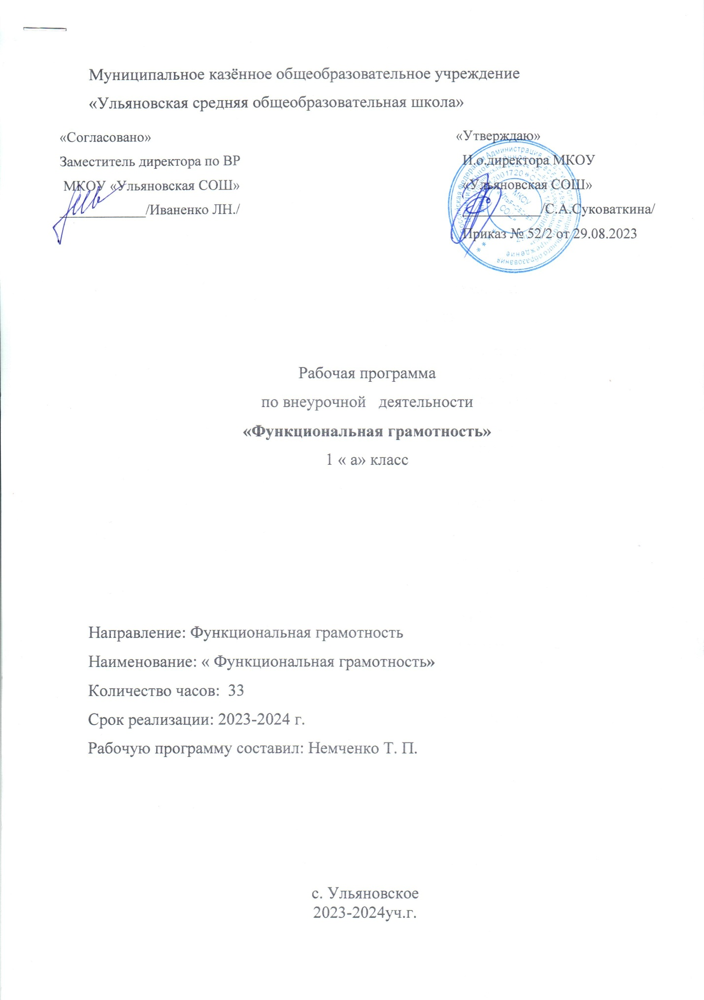 Муниципальное казённое общеобразовательное учреждение
«Ульяновская средняя общеобразовательная школа»
«Согласовано»
Заместитель директора по ВР
МКОУ «Ульяновская СОШ»
____________/Иваненко ЛН./
«Утверждаю»
И.о.директора МКОУ
«Ульяновская СОШ»
___________/С.А.Суковаткина/
Приказ № 52/2 от 29.08.2023
МКОУ
СОШ»
Рабочая программа
по внеурочной деятельности
«Функциональная грамотность»
1 « а» класс
Направление: Функциональная грамотность
Наименование: « Функциональная грамотность»
Количество часов: 33
Срок реализации: 2023-2024 г.
Рабочую программу составил: Немченко Т. П.
с. Ульяновское
2023-2024уч.г.